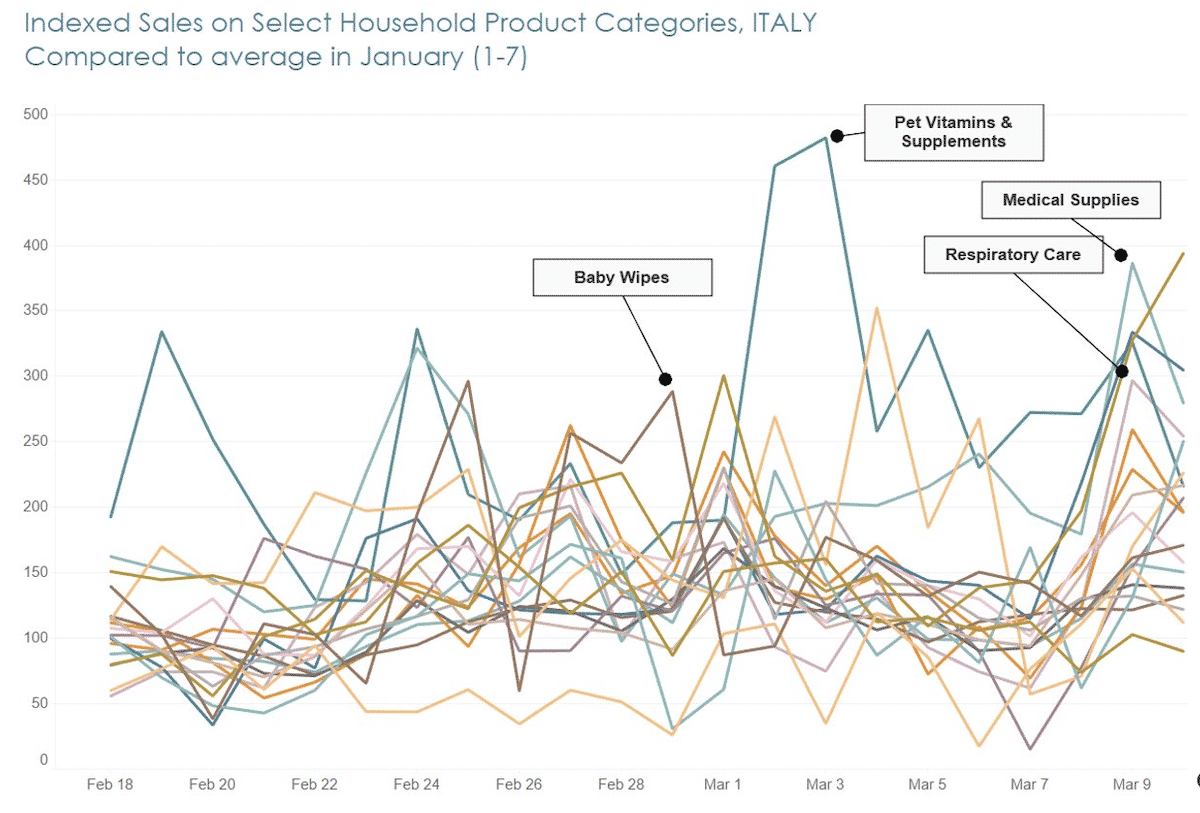 Indexed Sales on Select Household Product Categories, ITALY
Compared to average in January (1-7)
500
450
400
350
300
250
200
150
100
50
0
Pet Vitamins &
Supplements
Medical Supplies
Respiratory Care
Baby Wipes
Feb 18
Feb 20
Feb 22
Feb 24
Feb 26
Feb 28
Mar 1
Mar 3
Mar 5
Mar 7
Mar 9